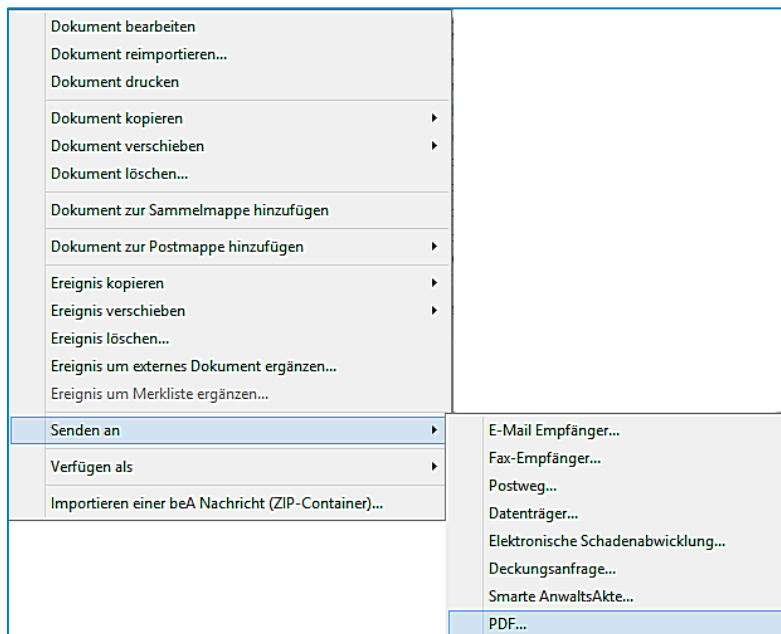 Dokument bearbeiten
Dokument reimportieren...
Dokument drucken
Dokument kopieren
Dokument verschieben
Dokument löschen...
Dokument zur Sammelmappe hinzufügen
Dokument zur Postmappe hinzufügen
Ereignis kopieren
Ereignis verschieben
Ereignis löschen...
Ereignis um externes Dokument ergänzen...
Ereignis um Merkliste ergänzen...
Senden an
Verfügen als
Importieren einer beA Nachricht (ZIP-Container)...
E-Mail Empfänger...
Fax-Empfänger...
Postweg...
Datenträger...
Elektronische Schadenabwicklung...
Deckungsanfrage...
Smarte AnwaltsAkte...
PDF...